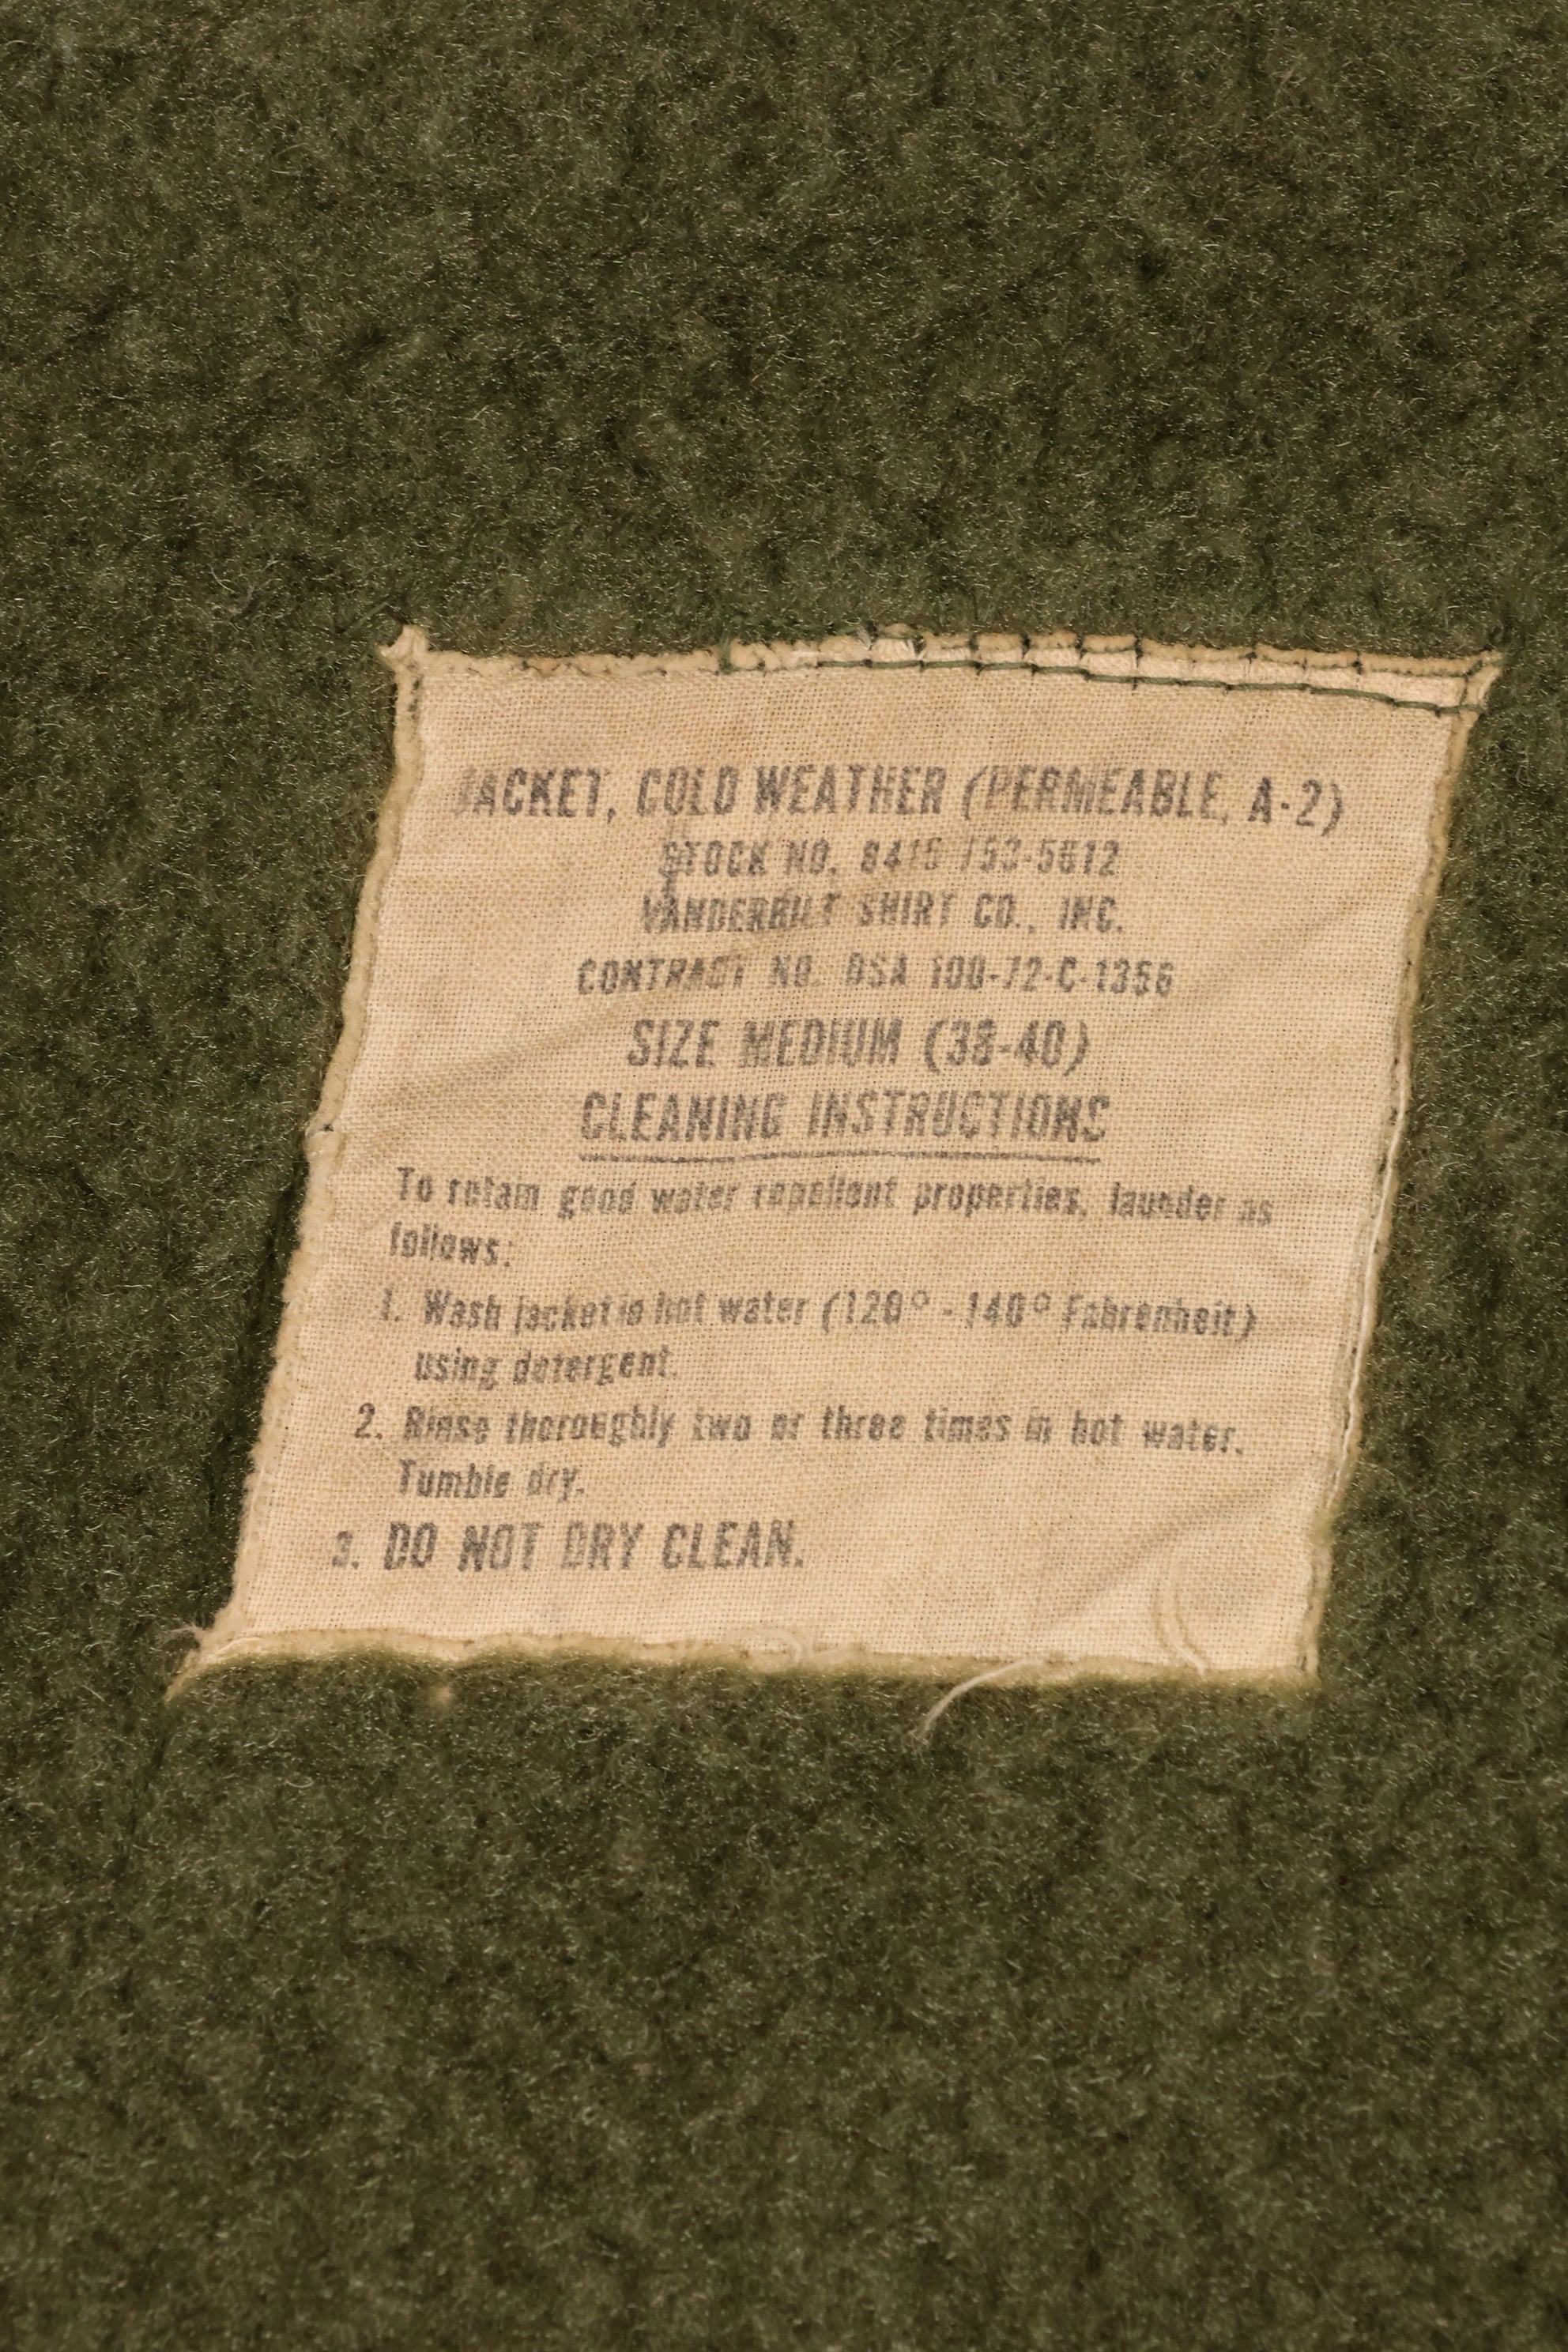 JACKET, COLD WEATHER (PERMEABLE, A-2)
STOCK NO. 8415 753-5612
VANDERBILT SHIRT CO., INC.
CONTRACT NO. DSA 100-72-C-1356
SIZE MEDIUM (38-40)
CLEANING INSTRUCTIONS
To retain good water repellent properties, launder as
follows:
1. Wash jacket in hot water (120° - 140° Fahrenheit)
using detergent.
2. Rinse thoroughly two or three times in hot water.
Tumble dry.
3. DO NOT DRY CLEAN.